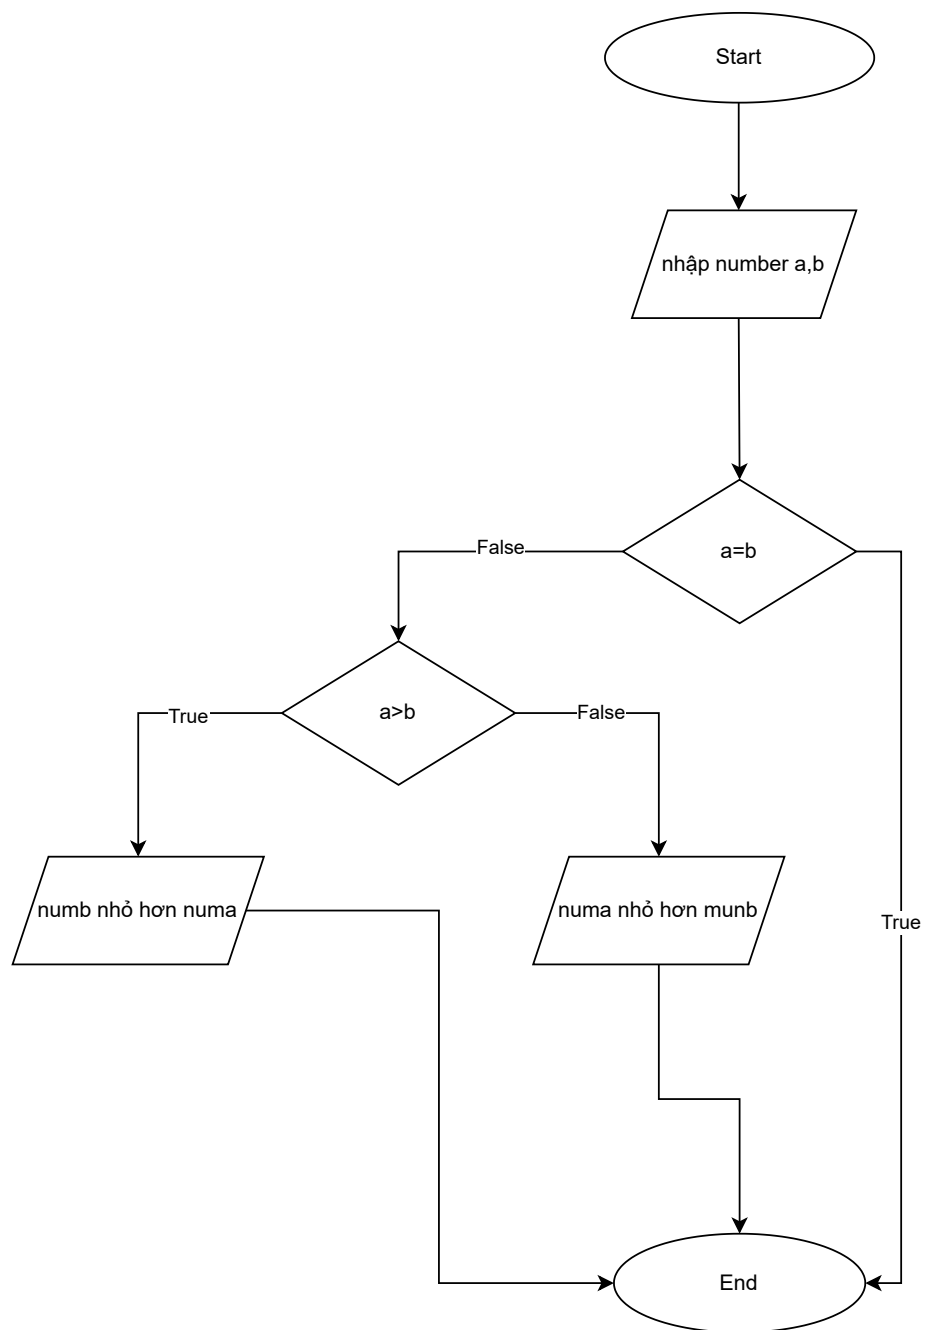 Start
nhập number a,b
a=b
False
a>b
True
False
numb nhỏ hơn numa
numa nhỏ hơn munb
True
End